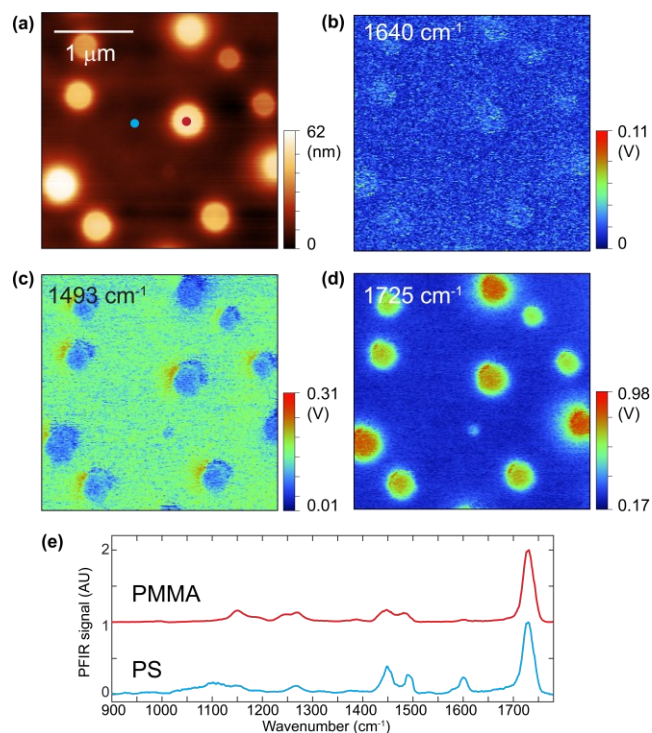 (a)
1 μm
62
(nm)
0
(b)
1640 cm⁻¹
0.11
(V)
0
(c)
1493 cm⁻¹
0.31
(V)
0.01
(d)
1725 cm⁻¹
0.98
(V)
0.17
(e)
PFIR signal (AU)
2
1
0
PMMA
PS
900 1000 1100 1200 1300 1400 1500 1600 1700
Wavenumber (cm⁻¹)